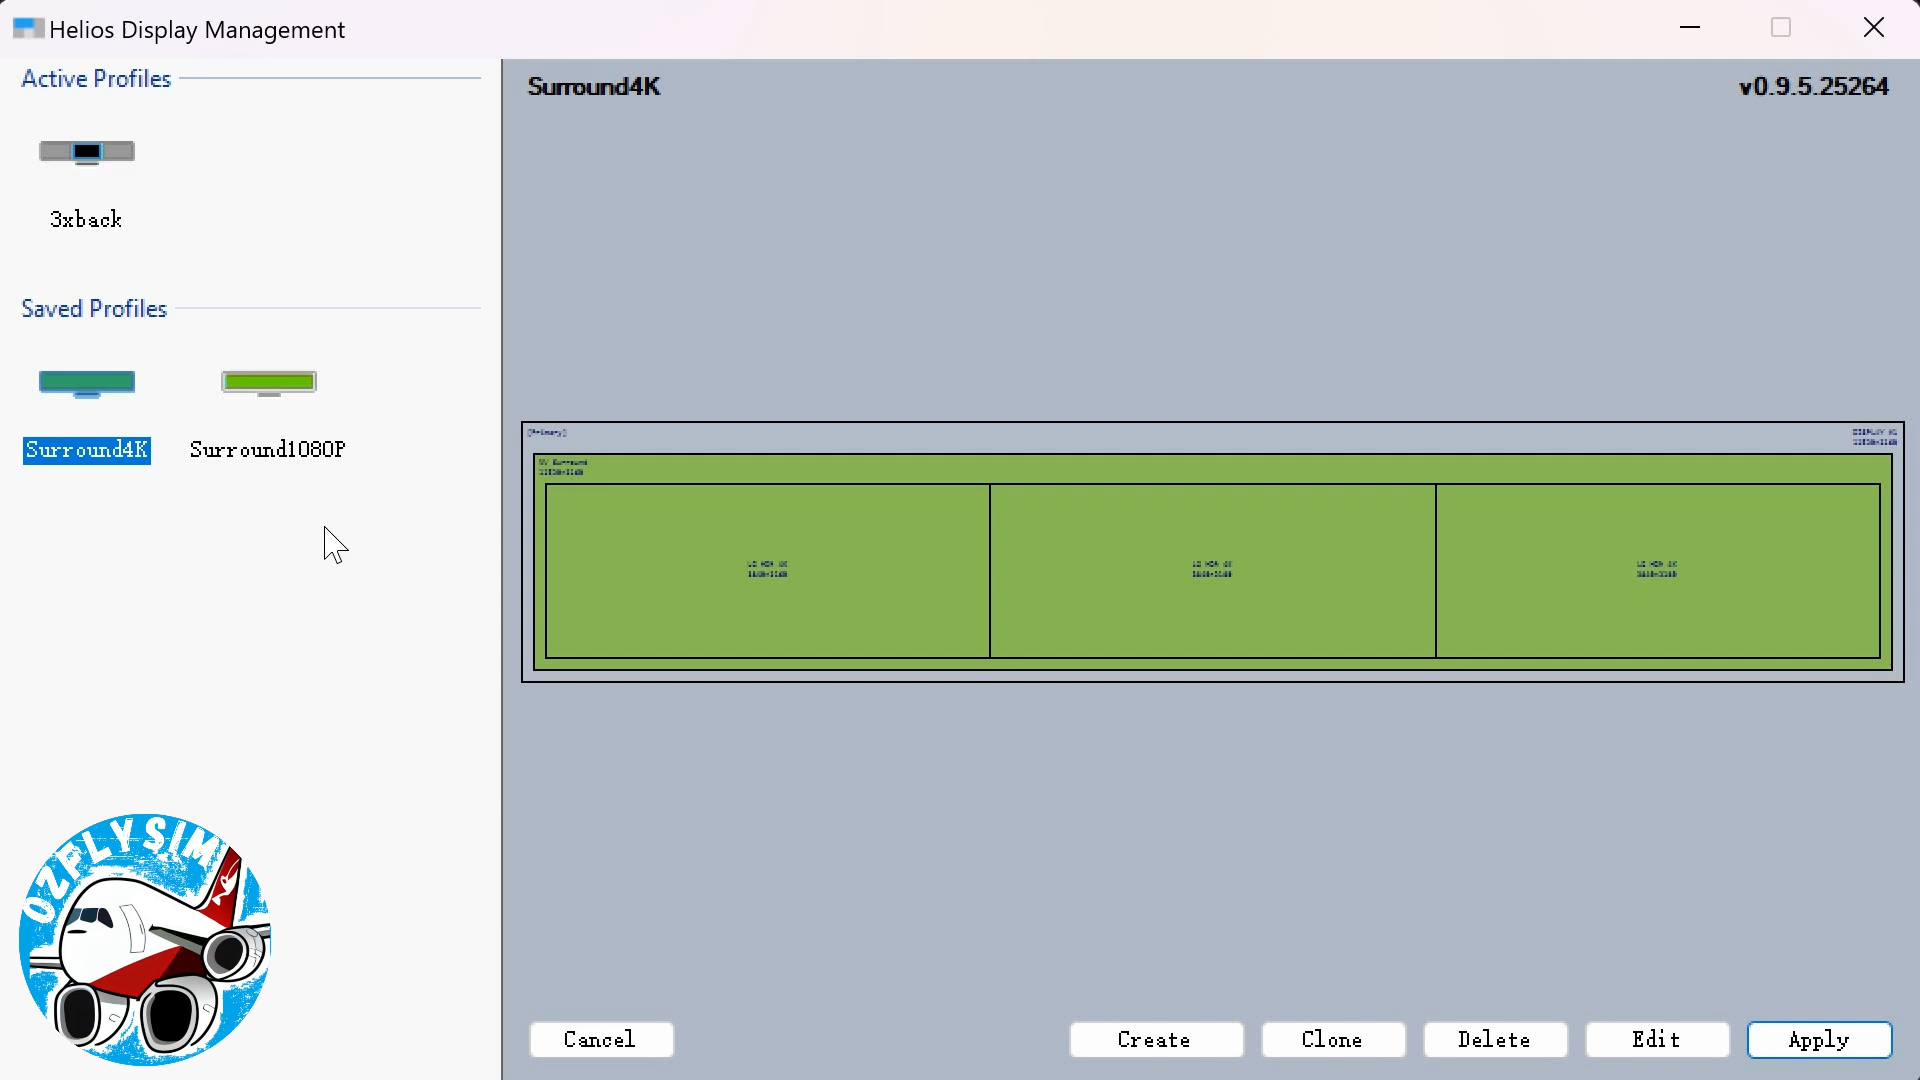 Helios Display Management
Active Profiles
3xback
Saved Profiles
Surround4K
Surround1080P
OZFLYSIM
Surround4K
v0.9.5.25264
[Primary]
Cancel
Create
Clone
Delete
Edit
Apply